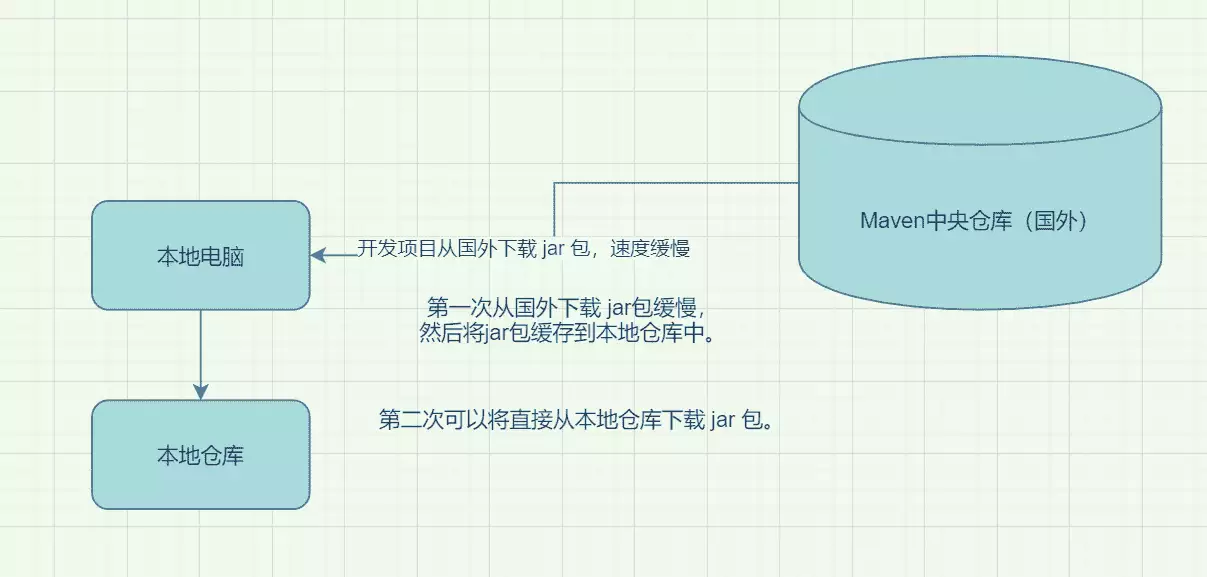 Maven中央仓库（国外）
本地电脑
开发项目从国外下载 jar 包，速度缓慢
第一次从国外下载 jar包缓慢，
然后将jar包缓存到本地仓库中。
第二次可以将直接从本地仓库下载 jar 包。
本地仓库